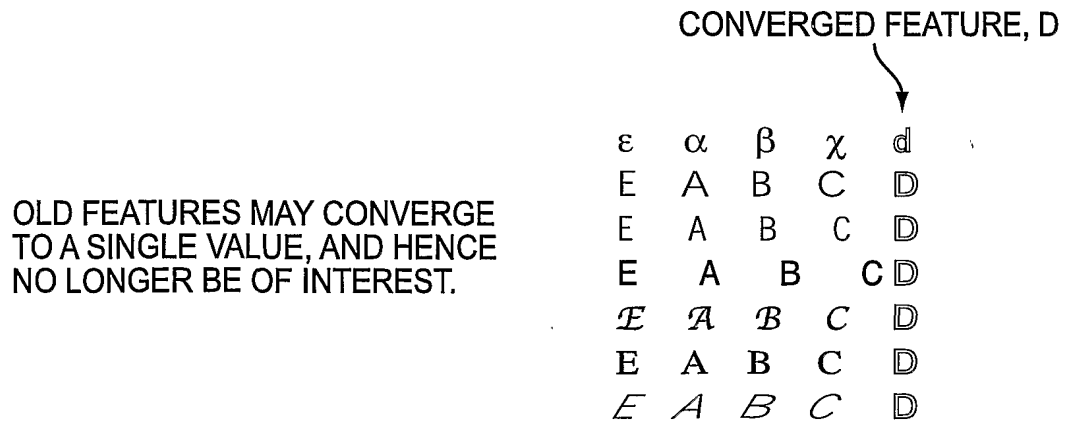 CONVERGED FEATURE, D
ε α β χ d
E A B C D
E A B C D
OLD FEATURES MAY CONVERGE
TO A SINGLE VALUE, AND HENCE
NO LONGER BE OF INTEREST.
E A B C D
E A B C D
E A B C D
E A B C D